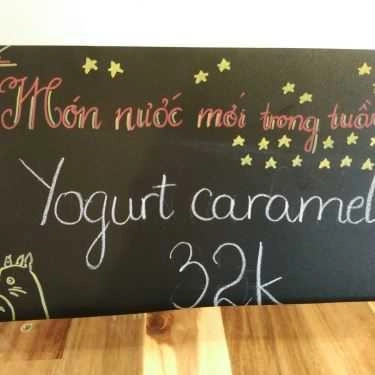 Món nước mới trong tuần
Yogurt caramel
32k